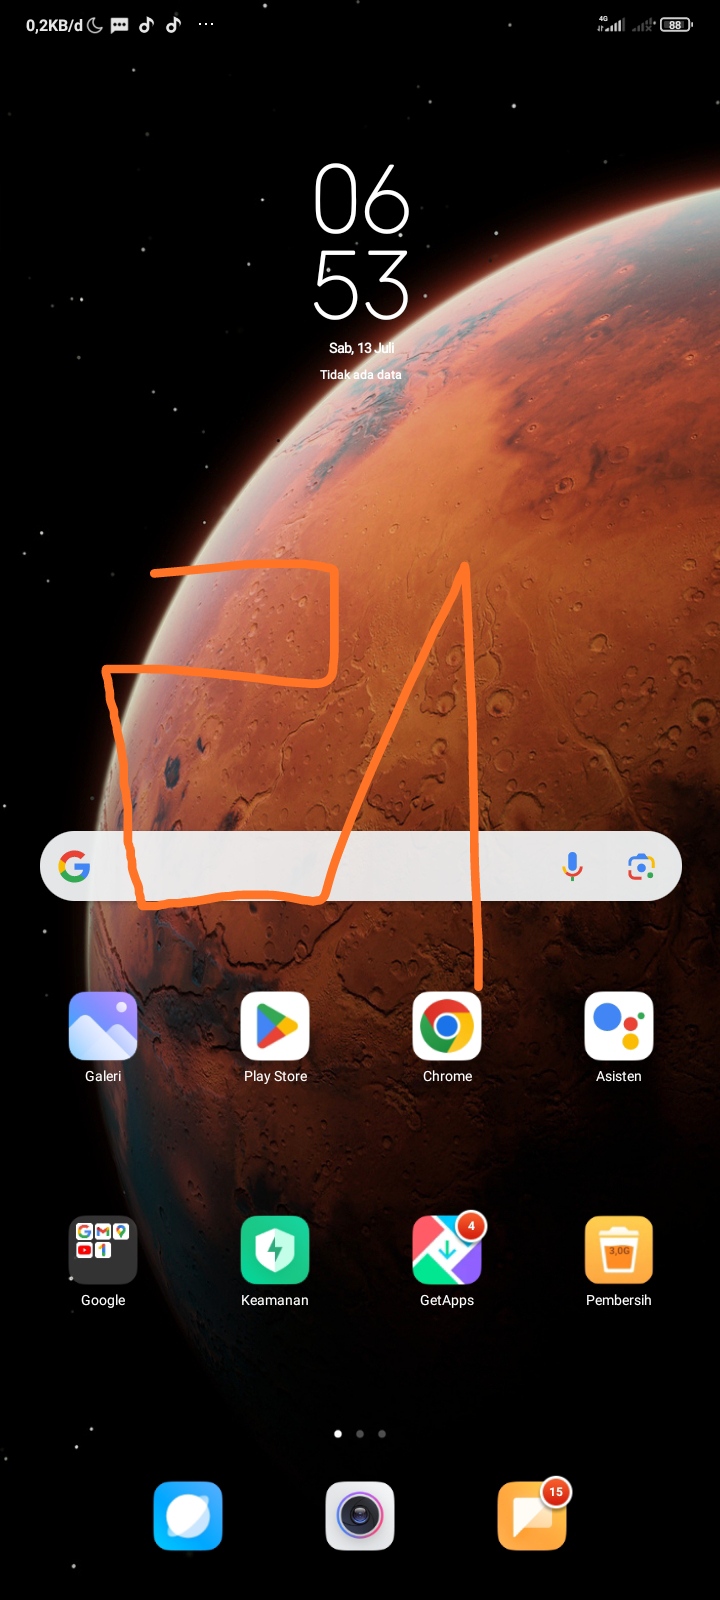 0,2KB/d
4G
88
06
53
Sab, 13 Juli
Tidak ada data
21
Galeri
Play Store
Chrome
Asisten
Google
Keamanan
4
GetApps
3,0G
Pembersih
15